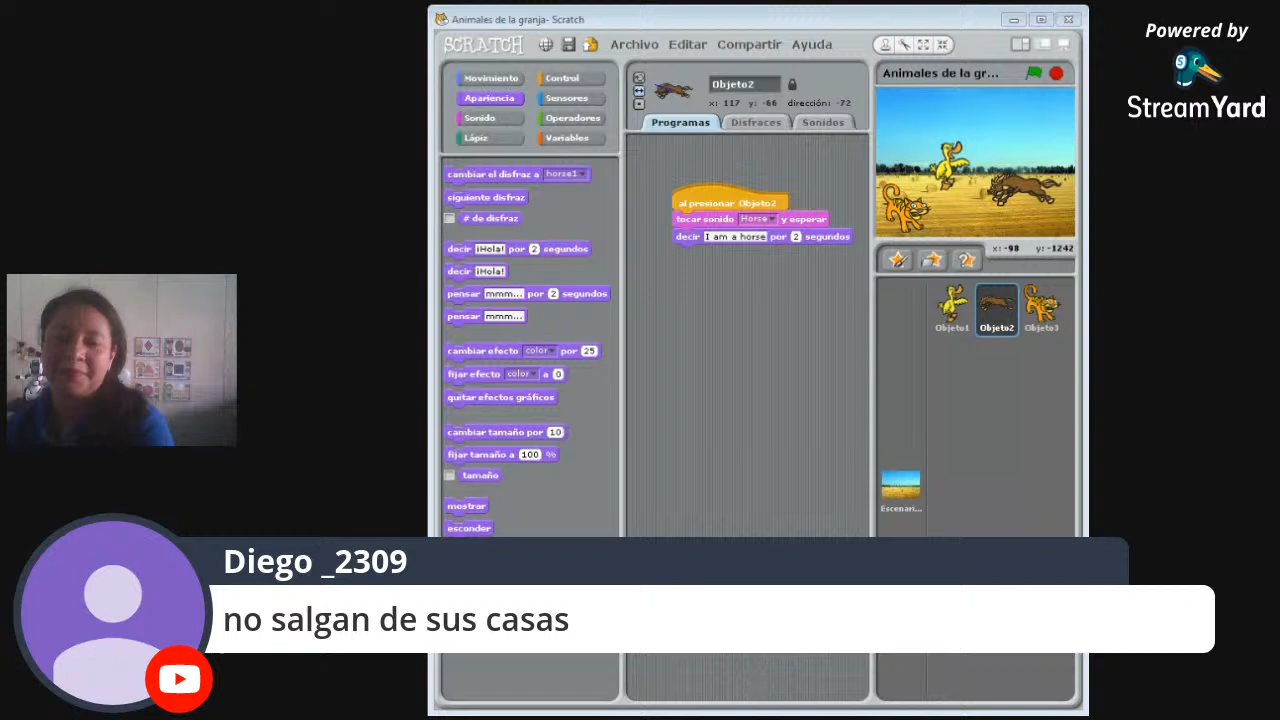 Animales de la granja- Scratch
SCRATCH
Archivo Editar Compartir Ayuda
Powered by
StreamYard
Movimiento Control
Apariencia Sensores
Sonido Operadores
Lápiz Variables
Objeto2
x: 117 y: -66 dirección: -72
Programas Disfraces Sonidos
Animales de la gr...
cambiar el disfraz a horse1
siguiente disfraz
# de disfraz
decir ¡Hola! por 2 segundos
decir ¡Hola!
pensar mmm... por 2 segundos
pensar mmm...
cambiar efecto color por 25
fijar efecto color a 0
quitar efectos gráficos
cambiar tamaño por 10
fijar tamaño a 100 %
tamaño
mostrar
esconder
al presionar Objeto2
tocar sonido Horse y esperar
decir I am a horse por 2 segundos
x: -98 y: -1242
Objeto1 Objeto2 Objeto3
Escenari...
Diego _2309
no salgan de sus casas